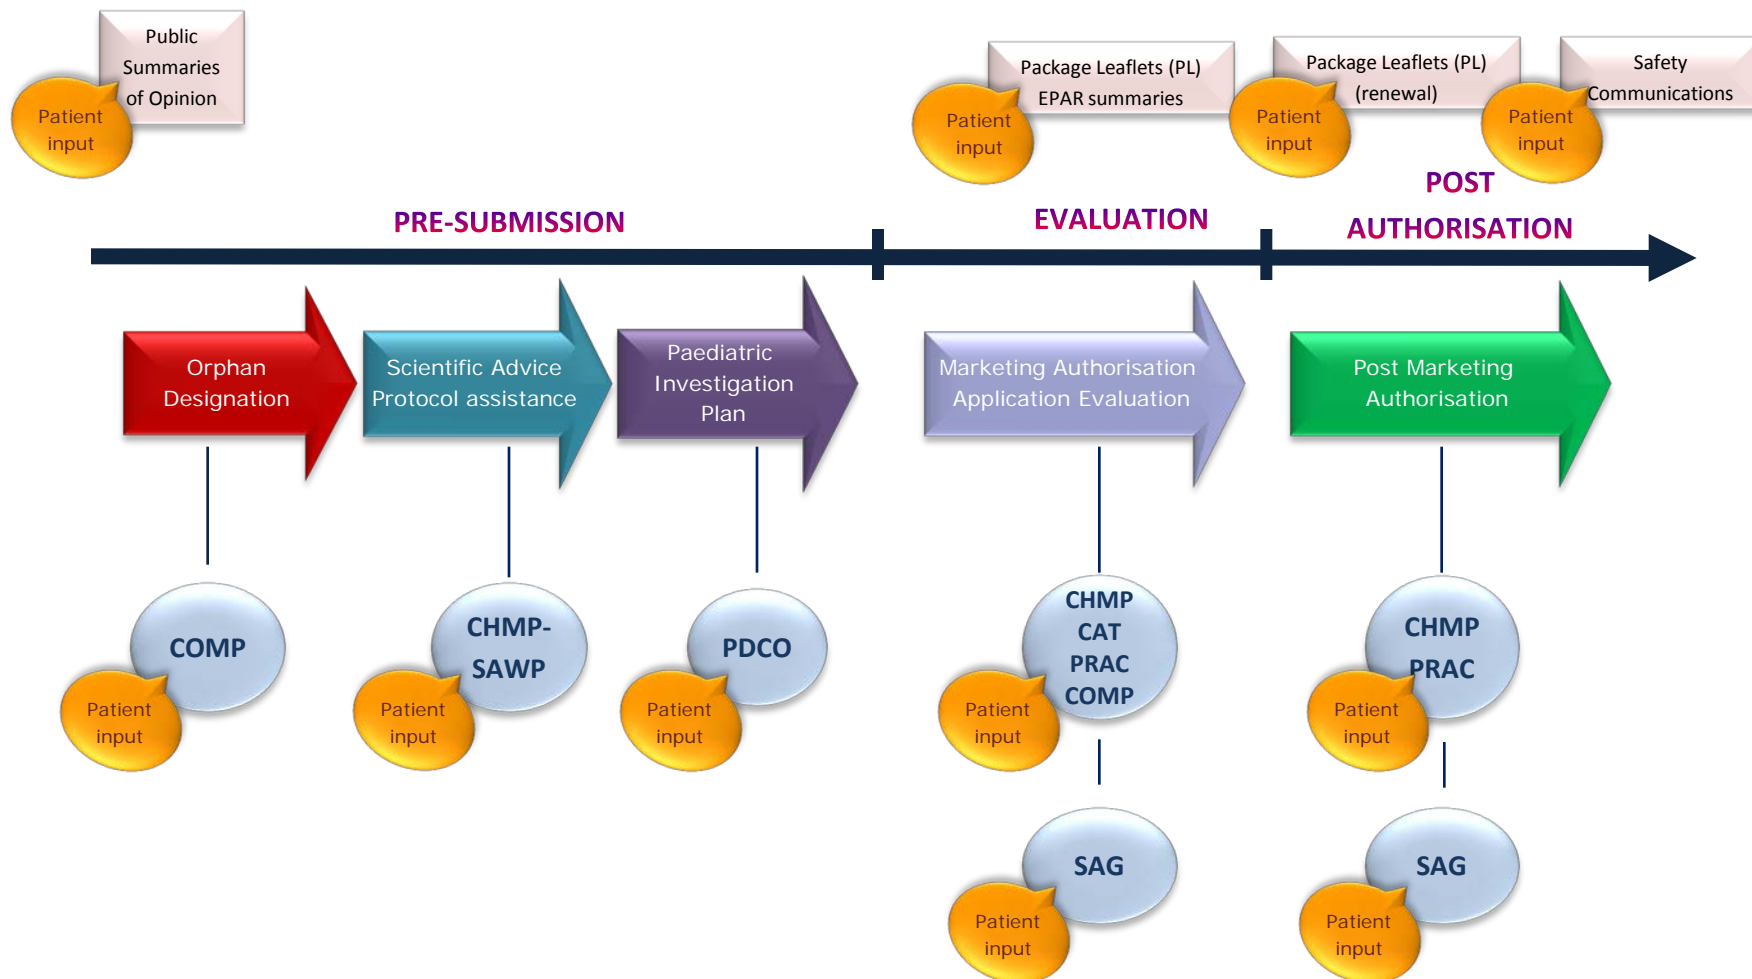 Public
Summaries
of Opinion
Patient
input
Package Leaflets (PL)
EPAR summaries
Patient
input
Package Leaflets (PL)
(renewal)
Patient
input
Safety
Communications
Patient
input
PRE-SUBMISSION
EVALUATION
POST
AUTHORISATION
Orphan
Designation
Scientific Advice
Protocol assistance
Paediatric
Investigation
Plan
Marketing Authorisation
Application Evaluation
Post Marketing
Authorisation
COMP
Patient
input
CHMP-
SAWP
Patient
input
PDCO
Patient
input
CHMP
CAT
PRAC
COMP
Patient
input
CHMP
PRAC
Patient
input
SAG
Patient
input
SAG
Patient
input